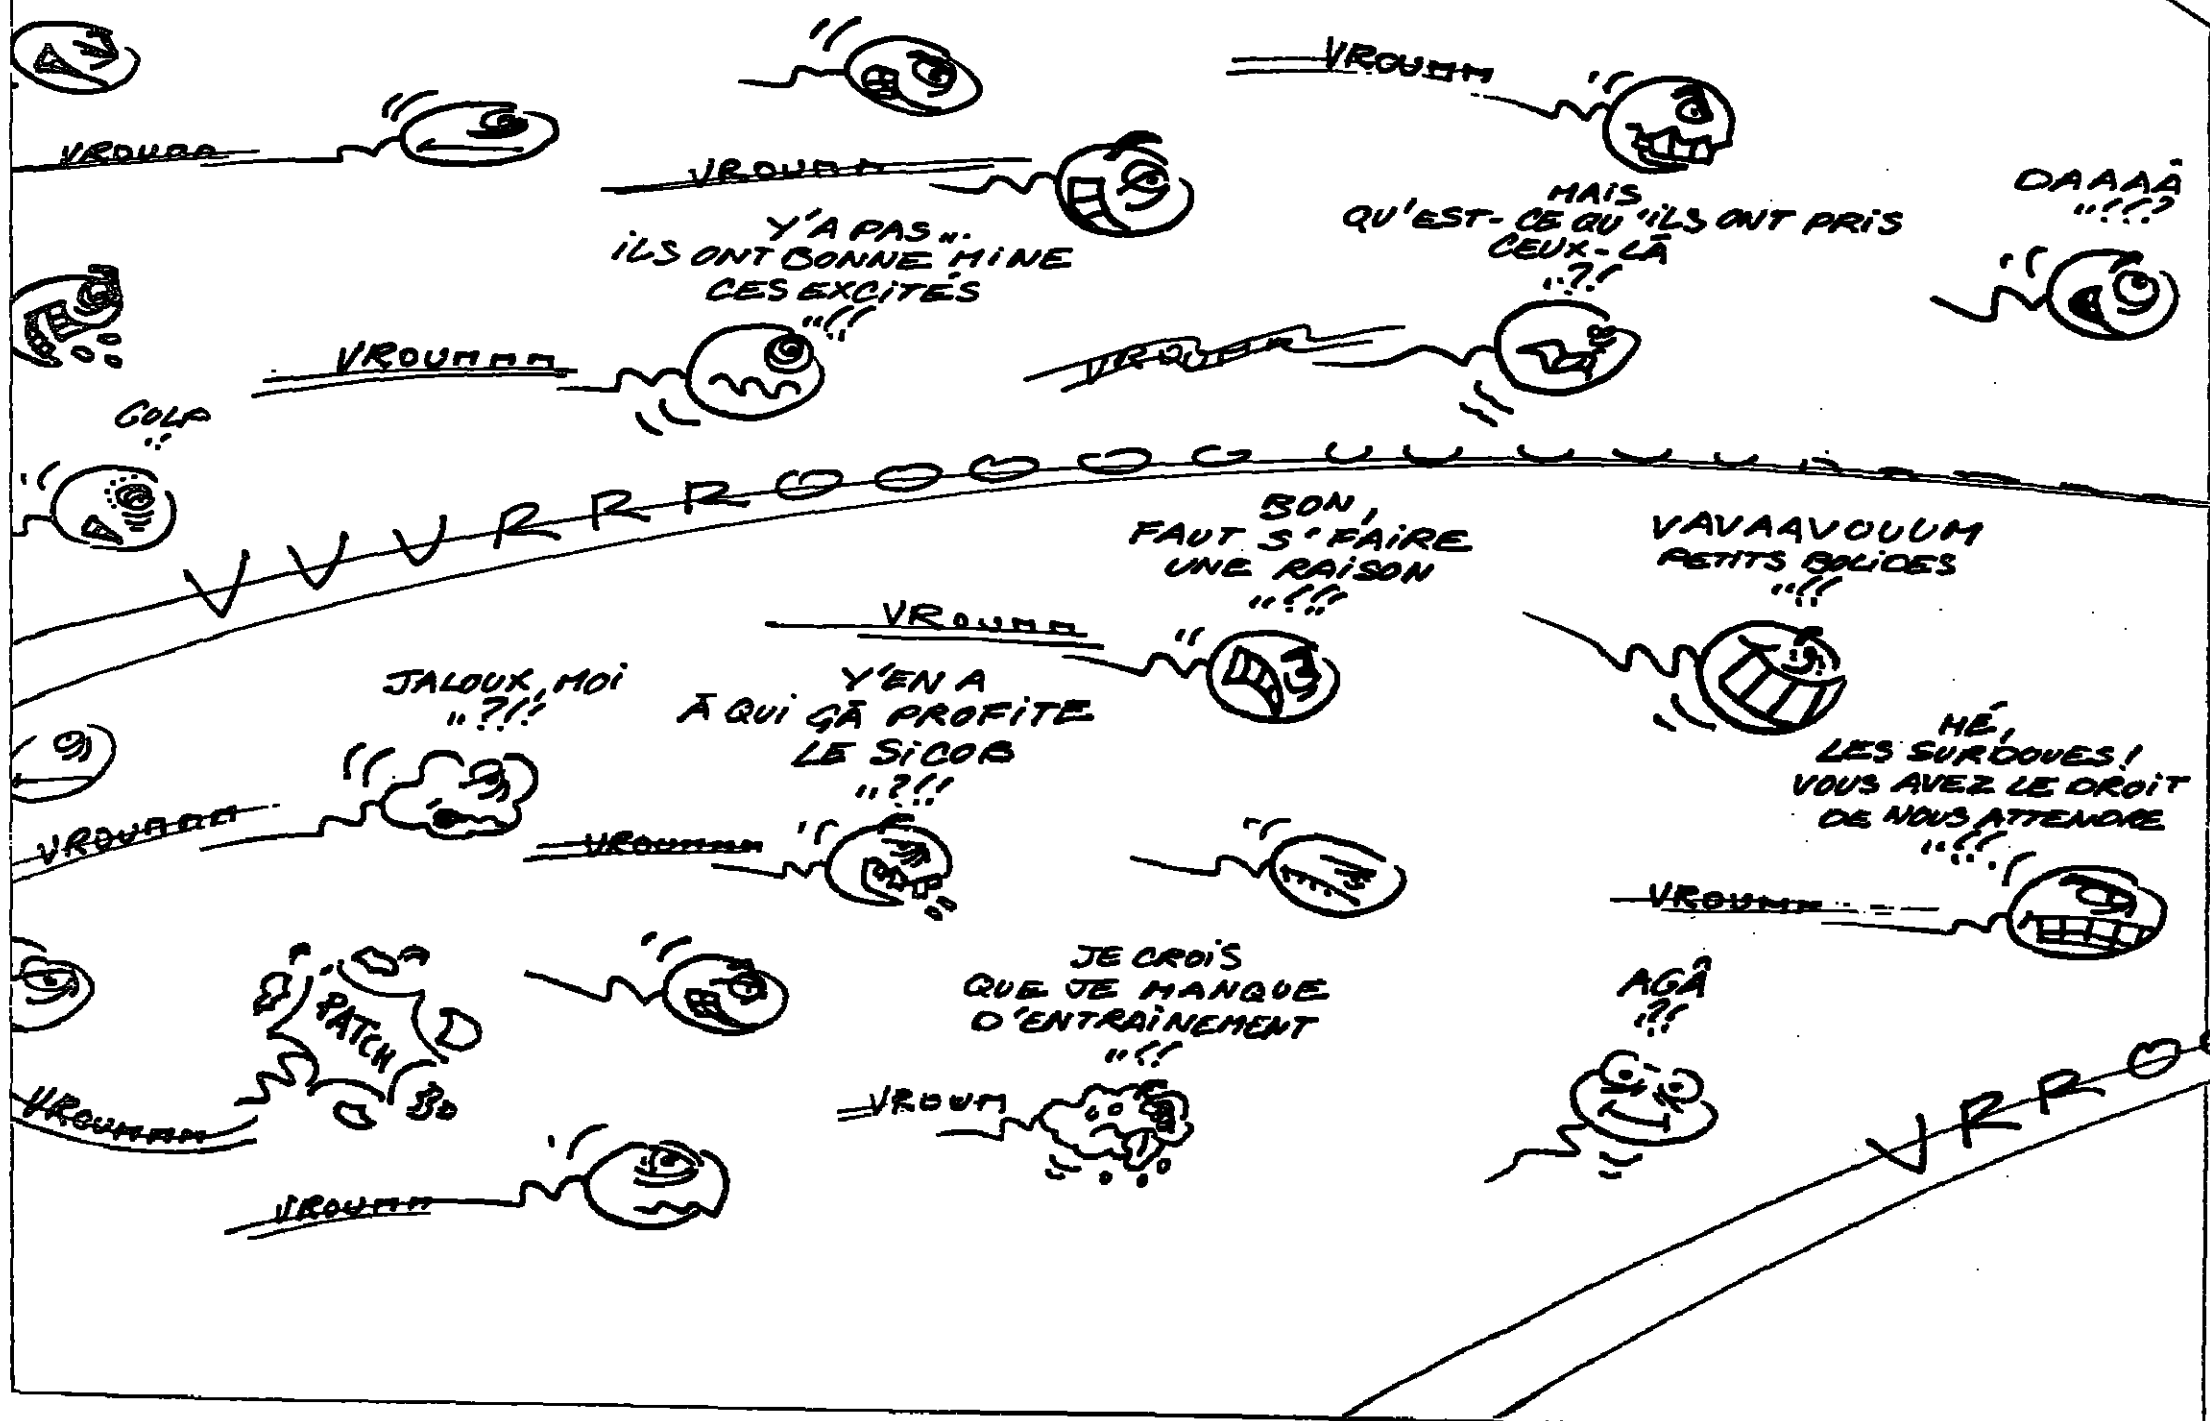 VROUMM
VROUMM
VROUMM
Y'A PAS...
ILS ONT BONNE MINE
CES EXCITÉS
...!!!
MAIS
QU'EST-CE QU'ILS ONT PRIS
CEUX-LÀ
..?!
DAAAÂ
..!??
VROUMMM
VROUMM
GOLP
..!
VVVRRROOOOOUUUUU
BON,
FAUT S'FAIRE
UNE RAISON
..!!!
VAVAAVOUUM
PETITS BOLIDES
..!!
VROUMM
JALOUX, MOI
..?!!
Y'EN A
À QUI ÇÀ PROFITE
LE SICOB
..?!!
HÉ,
LES SURDOUÉS!
VOUS AVEZ LE DROIT
DE NOUS ATTENDRE
...!!
VROUMMM
VROUMMM
VROUMM
PATCH
JE CROIS
QUE JE MANQUE
D'ENTRAÎNEMENT
..!!
AGÂ
..?!
VROUMMM
VROUM
VRROO
VROUMM